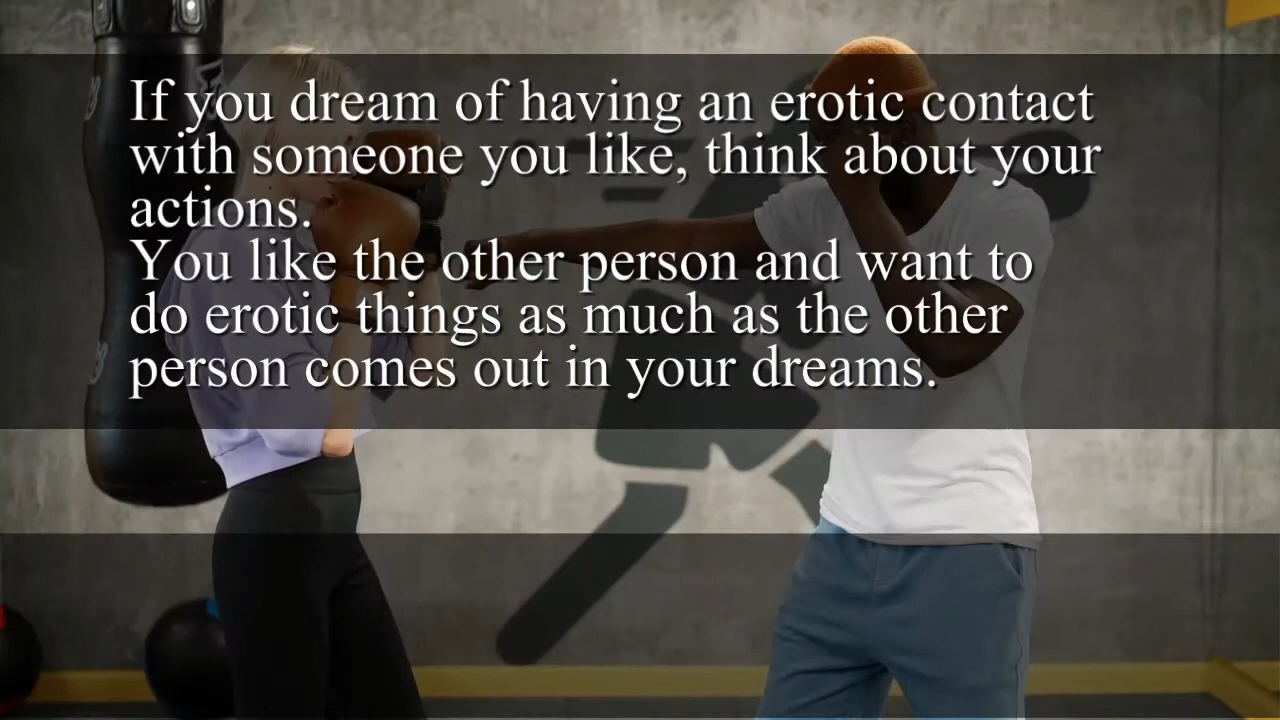 If you dream of having an erotic contact
with someone you like, think about your
actions.
You like the other person and want to
do erotic things as much as the other
person comes out in your dreams.